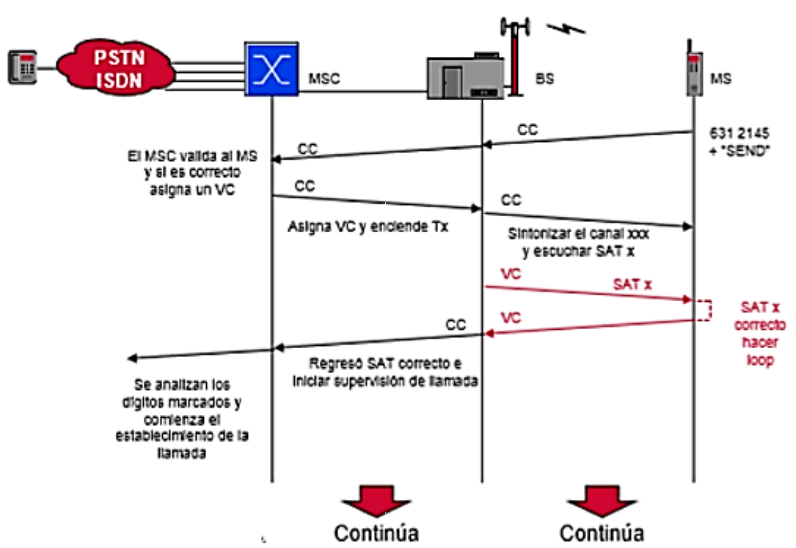 PSTN
ISDN
MSC
BS
MS
CC
631 2145
+ "SEND"
El MSC valida al MS
y si es correcto
asigna un VC
CC
CC
Asigna VC y enciende Tx
CC
Sintonizar el canal xxx
y escuchar SAT x
VC
SAT x
VC
SAT x
correcto
hacer
loop
CC
Regresó SAT correcto e
iniciar supervisión de llamada
Se analizan los
dígitos marcados y
comienza el
establecimiento de la
llamada
Continúa
Continúa